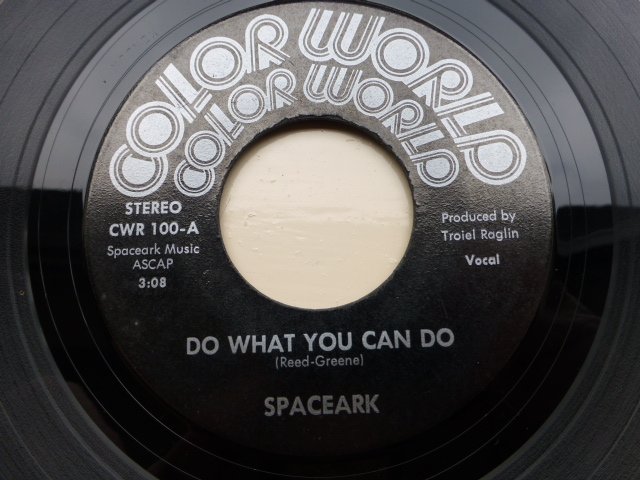 COLOR WORLD
COLOR WORLD
STEREO
CWR 100-A
Spaceark Music
ASCAP
3:08
Produced by
Troiel Raglin
Vocal
DO WHAT YOU CAN DO
(Reed-Greene)
SPACEARK